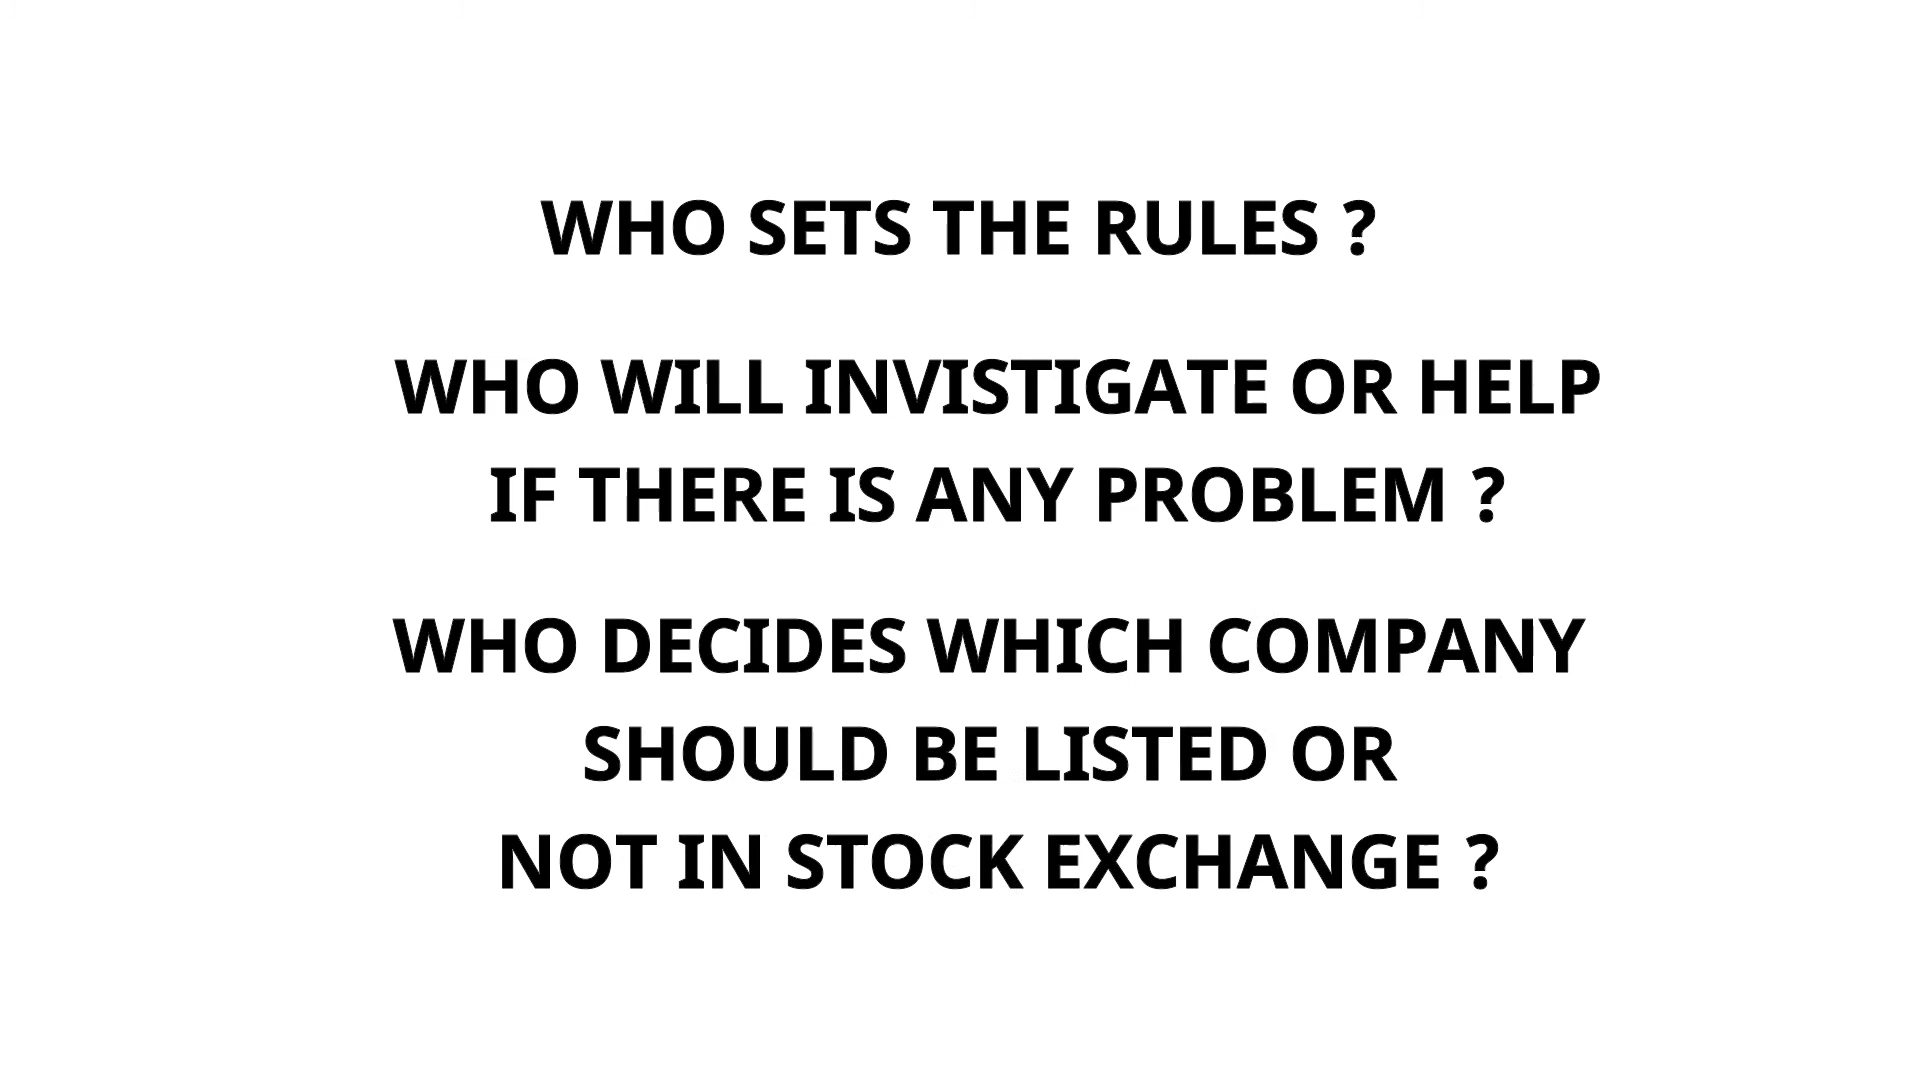 WHO SETS THE RULES ?
WHO WILL INVISTIGATE OR HELP
IF THERE IS ANY PROBLEM ?
WHO DECIDES WHICH COMPANY
SHOULD BE LISTED OR
NOT IN STOCK EXCHANGE ?